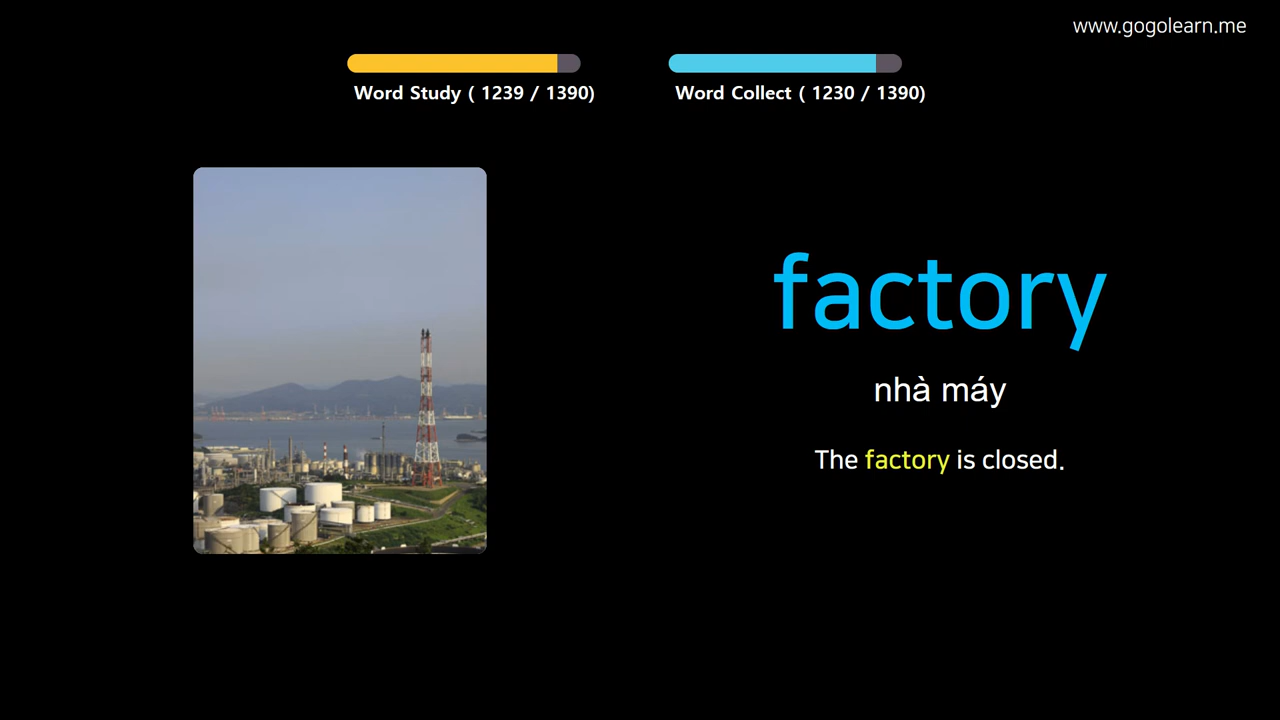 www.gogolearn.me
Word Study ( 1239 / 1390)
Word Collect ( 1230 / 1390)
factory
nhà máy
The factory is closed.